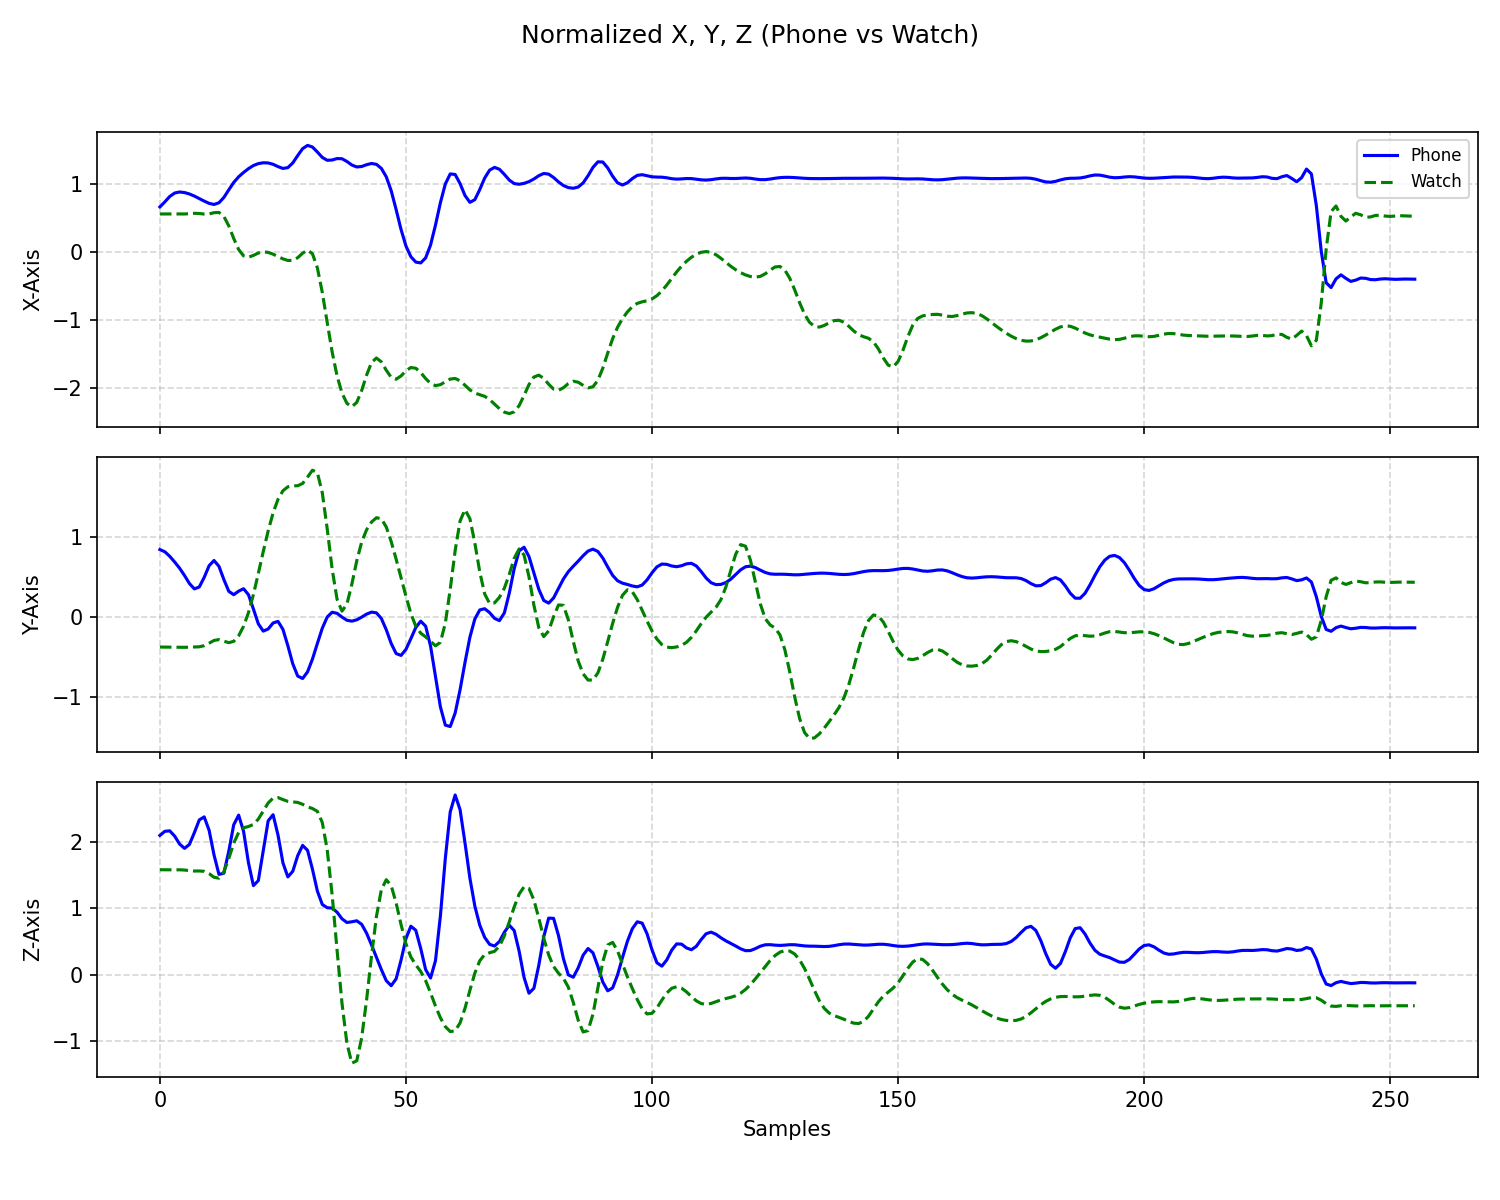 Normalized X, Y, Z (Phone vs Watch)
Phone
Watch
X-Axis
1
0
−1
−2
Y-Axis
1
0
−1
Z-Axis
2
1
0
−1
0 50 100 150 200 250
Samples